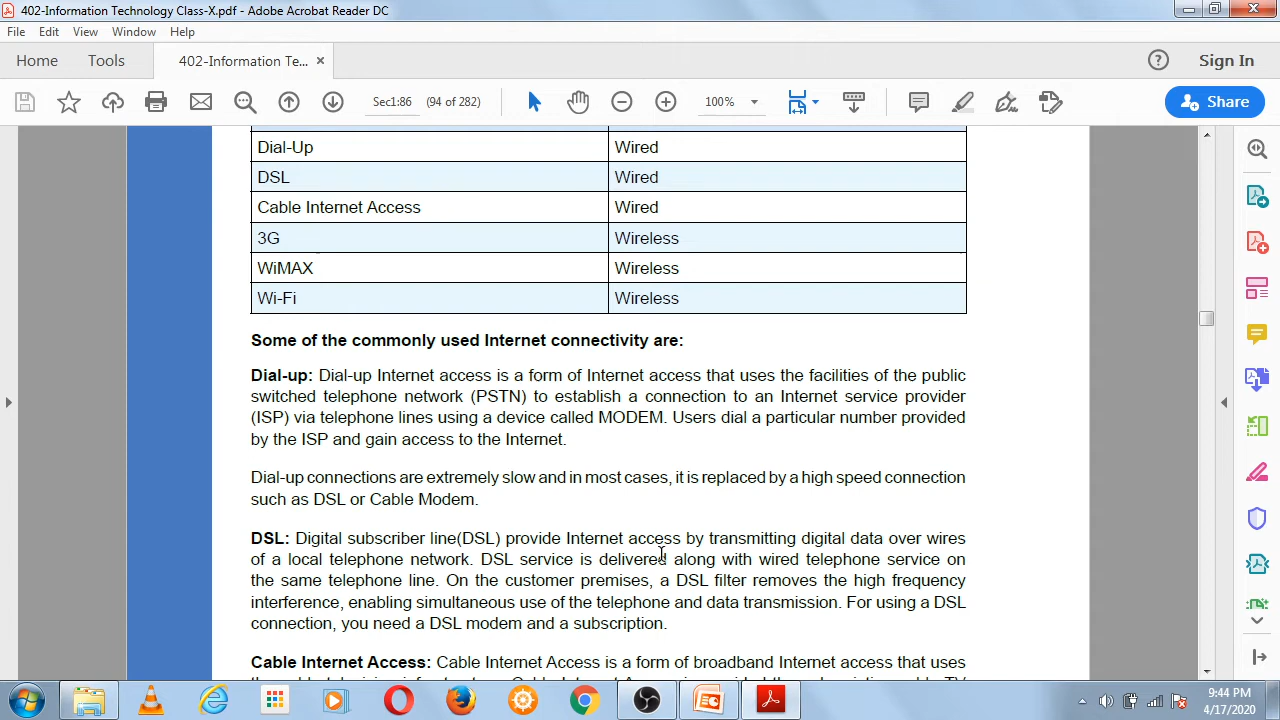 402-Information Technology Class-X.pdf - Adobe Acrobat Reader DC
File Edit View Window Help
Home Tools 402-Information Te... × ? Sign In
Sec1:86 (94 of 282) 100% Share
Dial-Up Wired
DSL Wired
Cable Internet Access Wired
3G Wireless
WiMAX Wireless
Wi-Fi Wireless
Some of the commonly used Internet connectivity are:
Dial-up: Dial-up Internet access is a form of Internet access that uses the facilities of the public
switched telephone network (PSTN) to establish a connection to an Internet service provider
(ISP) via telephone lines using a device called MODEM. Users dial a particular number provided
by the ISP and gain access to the Internet.
Dial-up connections are extremely slow and in most cases, it is replaced by a high speed connection
such as DSL or Cable Modem.
DSL: Digital subscriber line(DSL) provide Internet access by transmitting digital data over wires
of a local telephone network. DSL service is delivered along with wired telephone service on
the same telephone line. On the customer premises, a DSL filter removes the high frequency
interference, enabling simultaneous use of the telephone and data transmission. For using a DSL
connection, you need a DSL modem and a subscription.
Cable Internet Access: Cable Internet Access is a form of broadband Internet access that uses
9:44 PM
4/17/2020